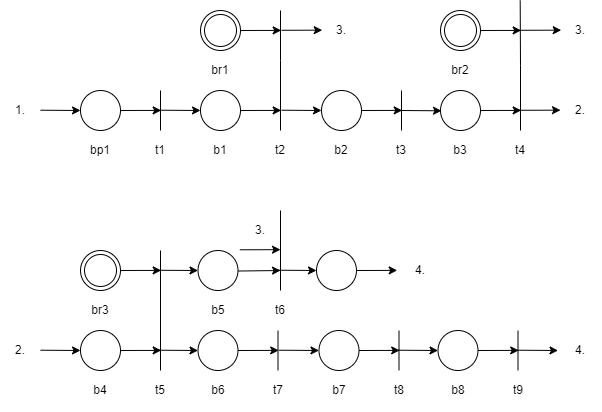 3. 3.
br1 br2
1. 2.
bp1 t1 b1 t2 b2 t3 b3 t4
3.
4.
br3 b5 t6
2. 4.
b4 t5 b6 t7 b7 t8 b8 t9